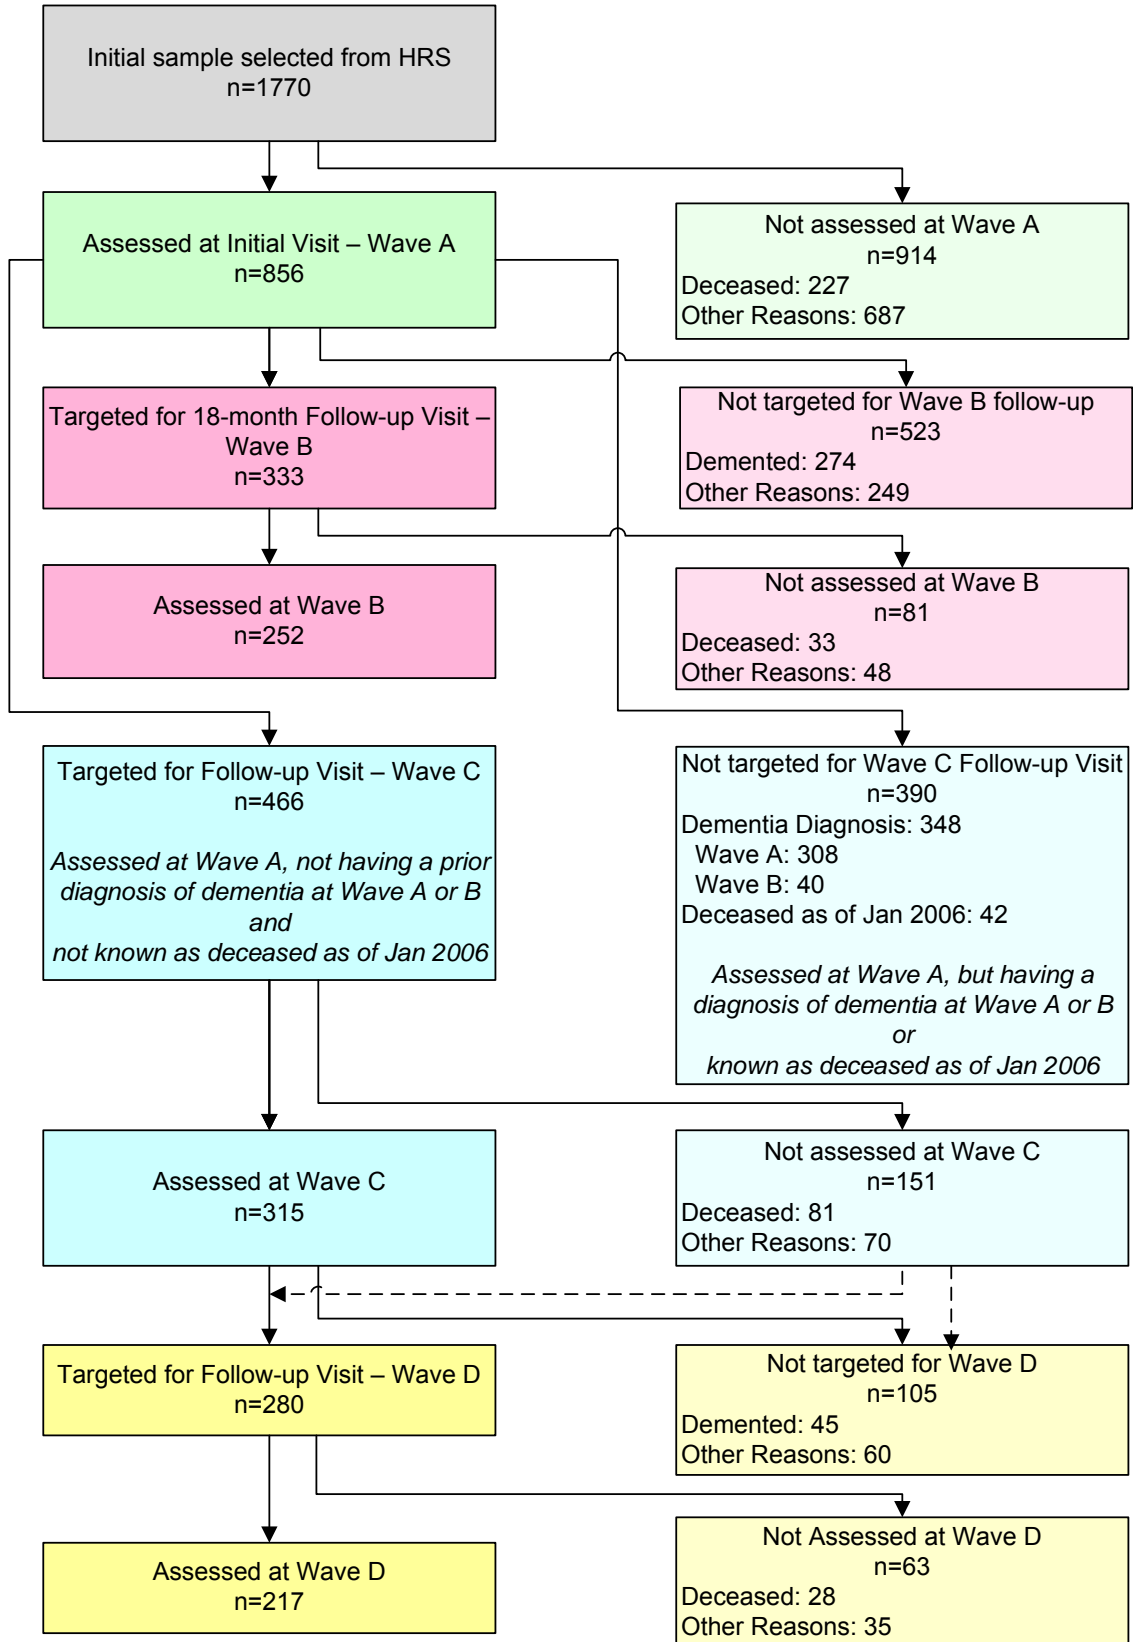 Initial sample selected from HRS
n=1770
Assessed at Initial Visit – Wave A
n=856
Not assessed at Wave A
n=914
Deceased: 227
Other Reasons: 687
Targeted for 18-month Follow-up Visit –
Wave B
n=333
Not targeted for Wave B follow-up
n=523
Demented: 274
Other Reasons: 249
Assessed at Wave B
n=252
Not assessed at Wave B
n=81
Deceased: 33
Other Reasons: 48
Targeted for Follow-up Visit – Wave C
n=466
Assessed at Wave A, not having a prior
diagnosis of dementia at Wave A or B
and
not known as deceased as of Jan 2006
Not targeted for Wave C Follow-up Visit
n=390
Dementia Diagnosis: 348
Wave A: 308
Wave B: 40
Deceased as of Jan 2006: 42
Assessed at Wave A, but having a
diagnosis of dementia at Wave A or B
or
known as deceased as of Jan 2006
Assessed at Wave C
n=315
Not assessed at Wave C
n=151
Deceased: 81
Other Reasons: 70
Targeted for Follow-up Visit – Wave D
n=280
Not targeted for Wave D
n=105
Demented: 45
Other Reasons: 60
Assessed at Wave D
n=217
Not Assessed at Wave D
n=63
Deceased: 28
Other Reasons: 35